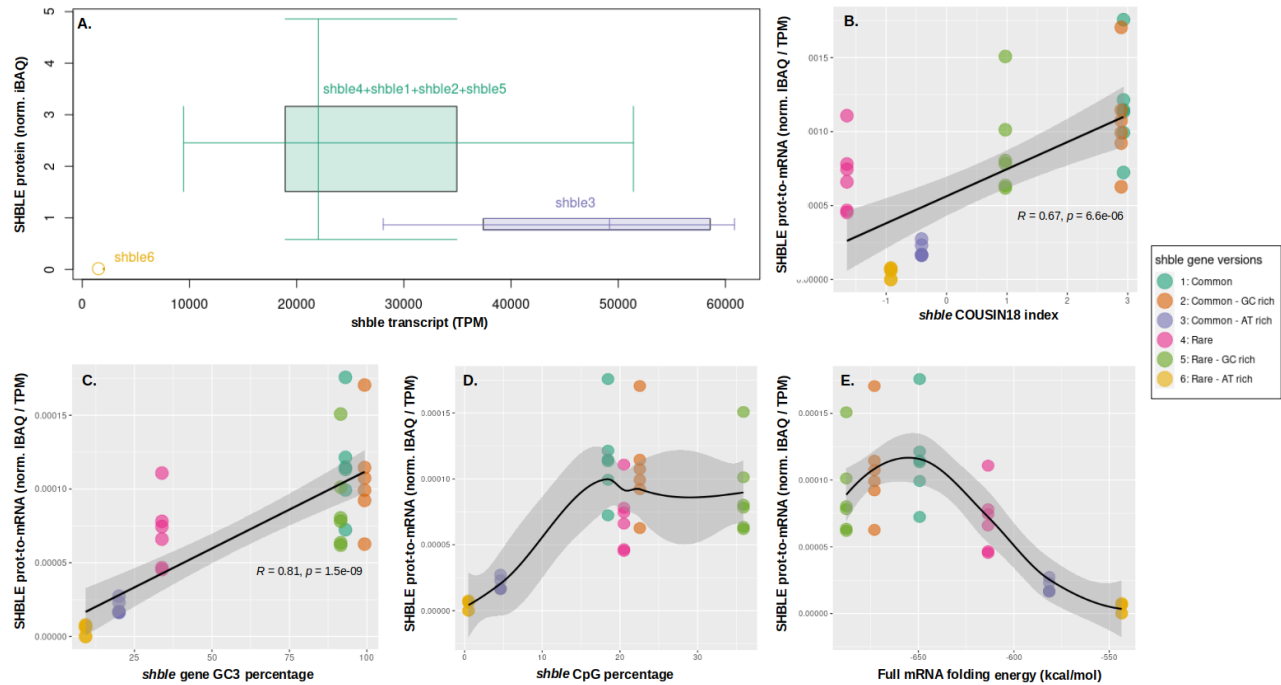 A.
SHBLE protein (norm. iBAQ)
5
4
3
2
1
0
shble4+shble1+shble2+shble5
shble3
shble6
0
10000
20000
30000
40000
50000
60000
shble transcript (TPM)
B.
SHBLE prot-to-mRNA (norm. IBAQ / TPM)
0015
0010
0005
0.00000
R = 0.67, p = 6.6e-06
-1
0
1
2
3
shble COUSIN18 index
shble gene versions
1: Common
2: Common - GC rich
3: Common - AT rich
4: Rare
5: Rare - GC rich
6: Rare - AT rich
C.
SHBLE prot-to-mRNA (norm. IBAQ / TPM)
0.00015
0.00010
0.00005
0.00000
R = 0.81, p = 1.5e-09
25
50
75
100
shble gene GC3 percentage
D.
SHBLE prot-to-mRNA (norm. IBAQ / TPM)
0.00015
0.00010
0.00005
0.00000
0
10
20
30
shble CpG percentage
E.
SHBLE prot-to-mRNA (norm. IBAQ / TPM)
0.00015
0.00010
0.00005
0.00000
-650
-600
-550
Full mRNA folding energy (kcal/mol)